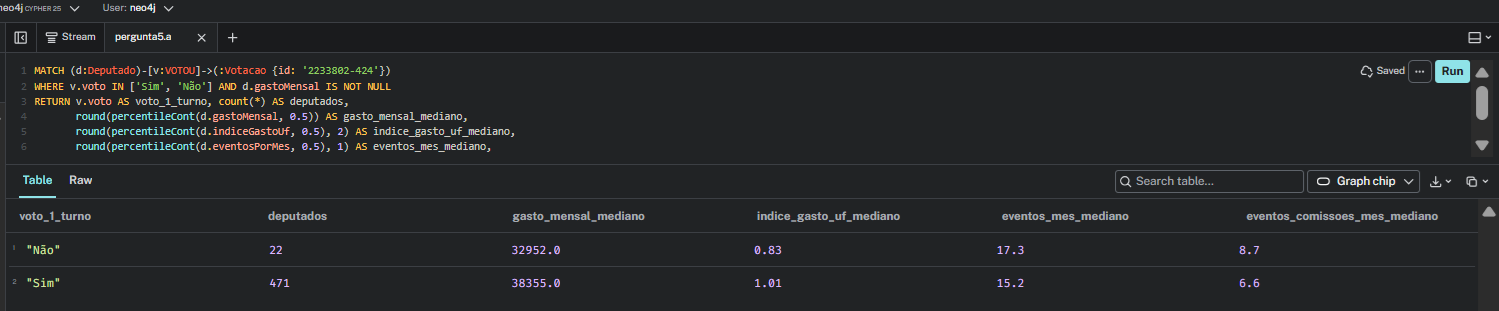 neo4j CYPHER 25 User: neo4j
Stream pergunta5.a
1 MATCH (d:Deputado)-[v:VOTOU]->(:Votacao {id: '2233802-424'})
2 WHERE v.voto IN ['Sim', 'Não'] AND d.gastoMensal IS NOT NULL
3 RETURN v.voto AS voto_1_turno, count(*) AS deputados,
4 round(percentileCont(d.gastoMensal, 0.5)) AS gasto_mensal_mediano,
5 round(percentileCont(d.indiceGastoUf, 0.5), 2) AS indice_gasto_uf_mediano,
6 round(percentileCont(d.eventosPorMes, 0.5), 1) AS eventos_mes_mediano,
Saved ... Run
Table Raw
Search table... Graph chip
voto_1_turno deputados gasto_mensal_mediano indice_gasto_uf_mediano eventos_mes_mediano eventos_comissoes_mes_mediano
1 "Não" 22 32952.0 0.83 17.3 8.7
2 "Sim" 471 38355.0 1.01 15.2 6.6